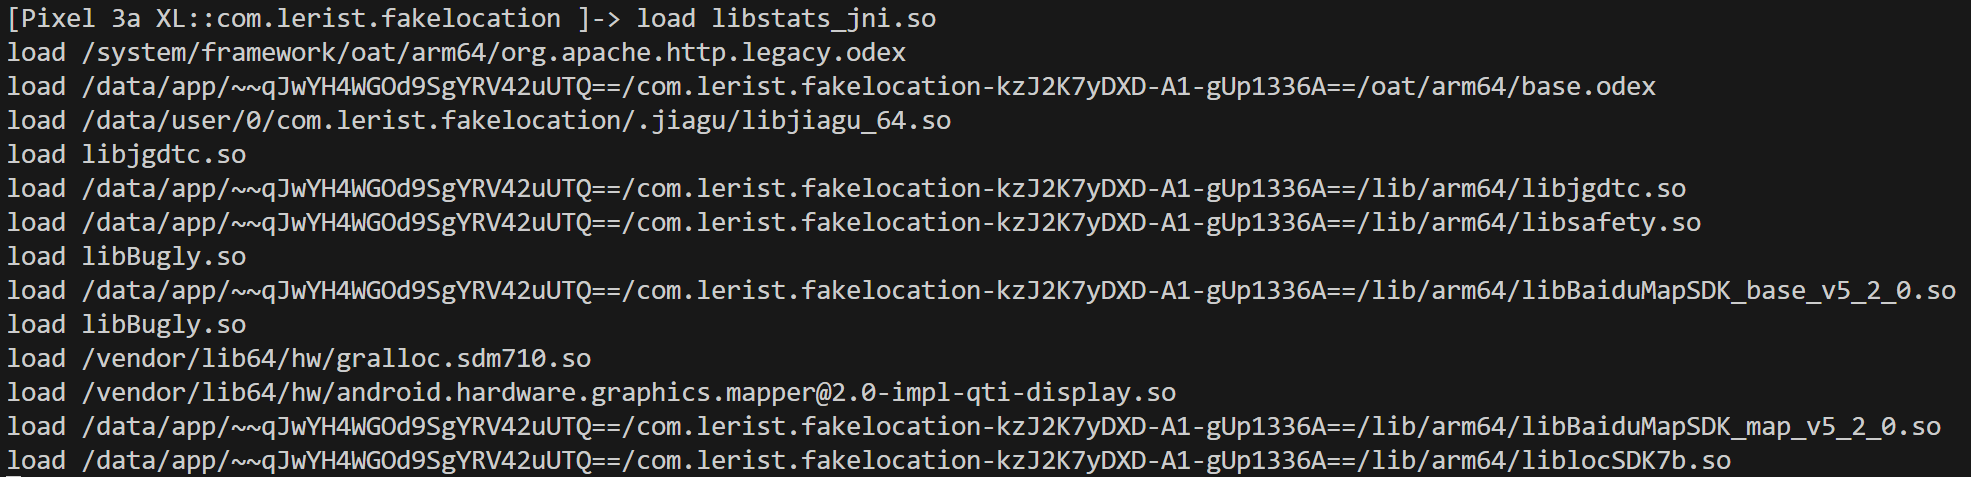 [Pixel 3a XL::com.lerist.fakelocation ]-> load libstats_jni.so
load /system/framework/oat/arm64/org.apache.http.legacy.odex
load /data/app/~~qJwYH4WGOd9SgYRV42uUTQ==/com.lerist.fakelocation-kzJ2K7yDXD-A1-gUp1336A==/oat/arm64/base.odex
load /data/user/0/com.lerist.fakelocation/.jiagu/libjiagu_64.so
load libjgdtc.so
load /data/app/~~qJwYH4WGOd9SgYRV42uUTQ==/com.lerist.fakelocation-kzJ2K7yDXD-A1-gUp1336A==/lib/arm64/libjgdtc.so
load /data/app/~~qJwYH4WGOd9SgYRV42uUTQ==/com.lerist.fakelocation-kzJ2K7yDXD-A1-gUp1336A==/lib/arm64/libsafety.so
load libBugly.so
load /data/app/~~qJwYH4WGOd9SgYRV42uUTQ==/com.lerist.fakelocation-kzJ2K7yDXD-A1-gUp1336A==/lib/arm64/libBaiduMapSDK_base_v5_2_0.so
load libBugly.so
load /vendor/lib64/hw/gralloc.sdm710.so
load /vendor/lib64/hw/android.hardware.graphics.mapper@2.0-impl-qti-display.so
load /data/app/~~qJwYH4WGOd9SgYRV42uUTQ==/com.lerist.fakelocation-kzJ2K7yDXD-A1-gUp1336A==/lib/arm64/libBaiduMapSDK_map_v5_2_0.so
load /data/app/~~qJwYH4WGOd9SgYRV42uUTQ==/com.lerist.fakelocation-kzJ2K7yDXD-A1-gUp1336A==/lib/arm64/liblocSDK7b.so